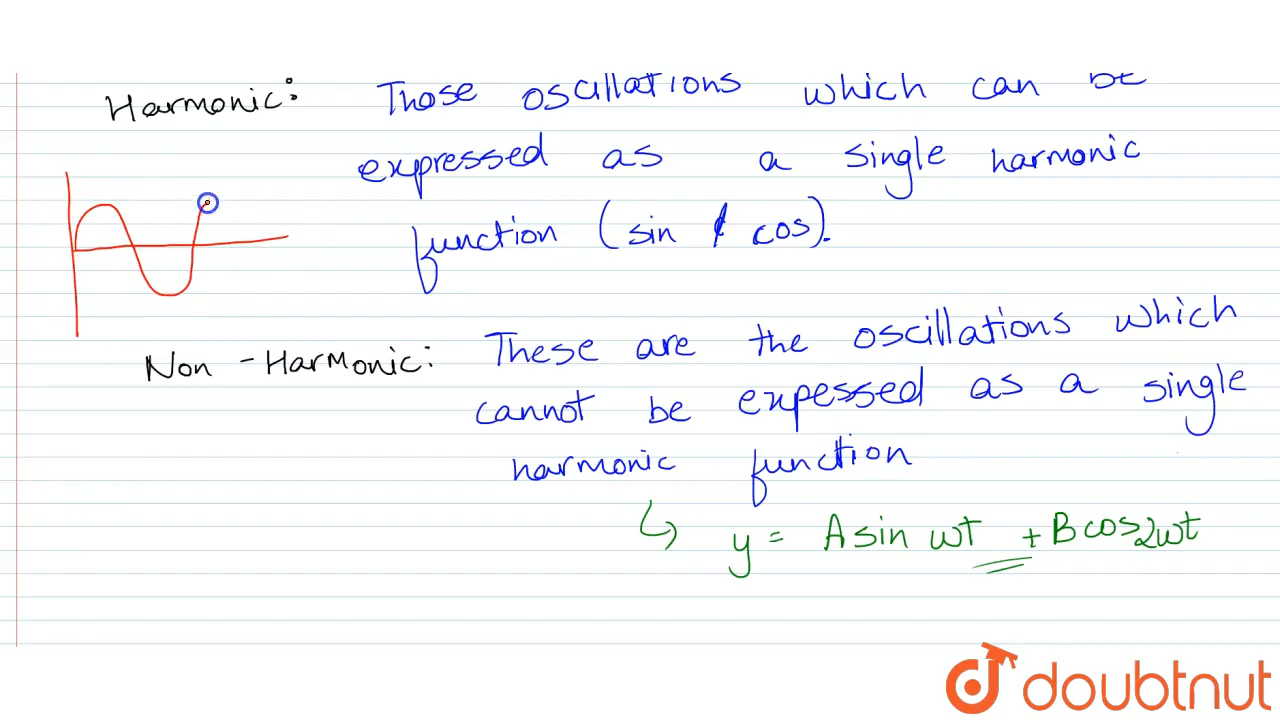 Harmonic: Those oscillations which can be
expressed as a single harmonic
function (sin & cos).
Non-Harmonic: These are the oscillations which
cannot be expessed as a single
harmonic function
↳ y = A sin ωt + B cos 2ωt
doubtnut